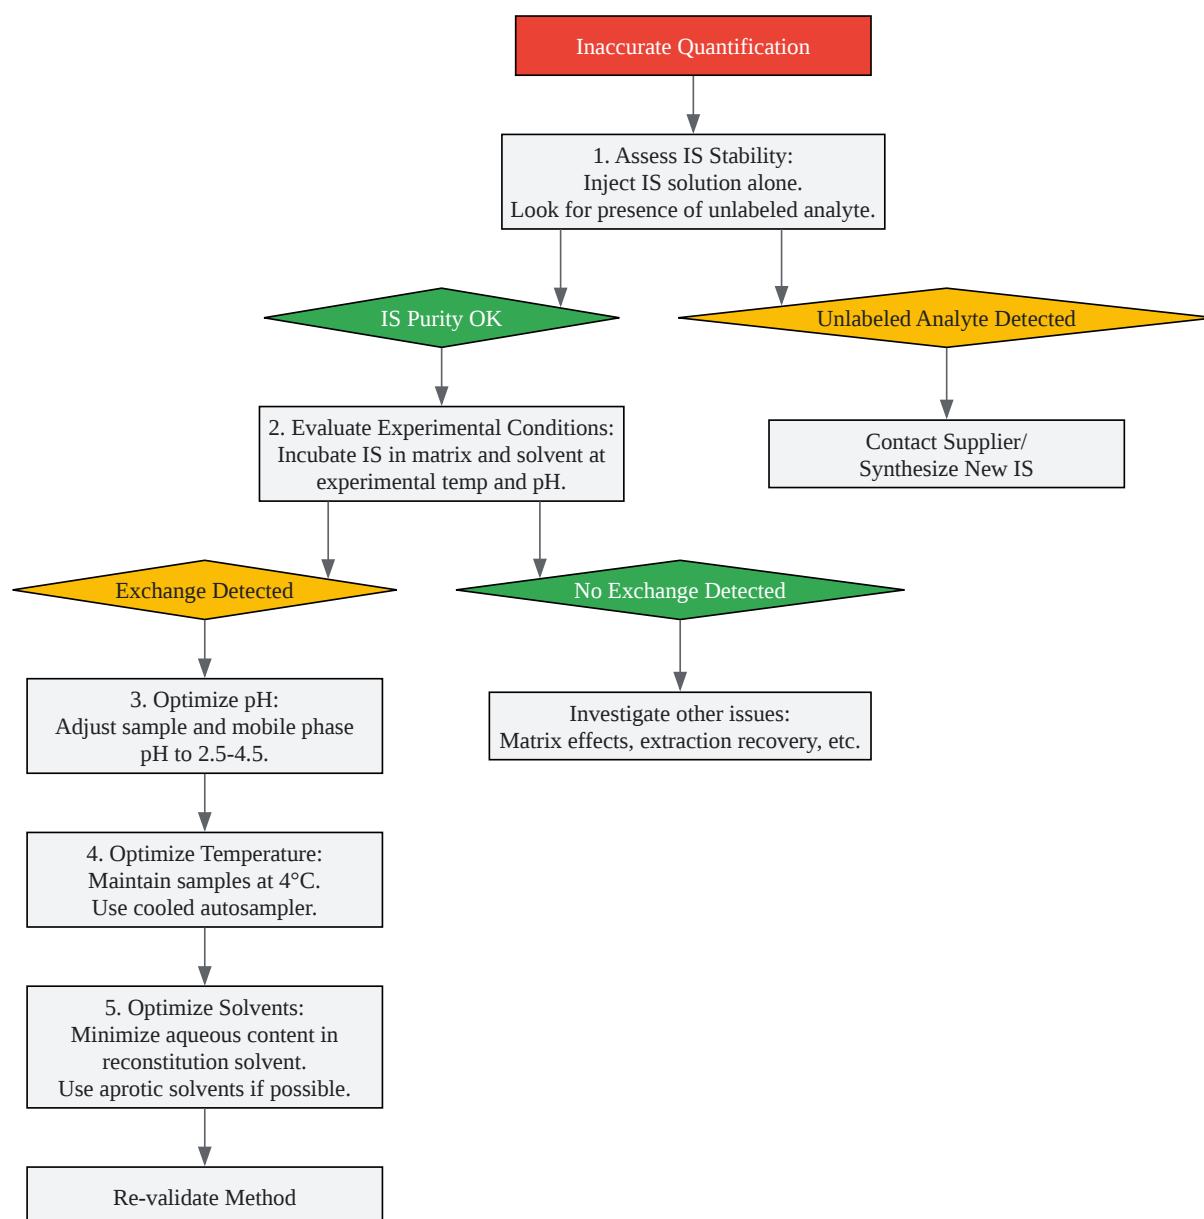 Inaccurate Quantification
1. Assess IS Stability:
Inject IS solution alone.
Look for presence of unlabeled analyte.
IS Purity OK
Unlabeled Analyte Detected
2. Evaluate Experimental Conditions:
Incubate IS in matrix and solvent at
experimental temp and pH.
Contact Supplier/
Synthesize New IS
Exchange Detected
No Exchange Detected
3. Optimize pH:
Adjust sample and mobile phase
pH to 2.5-4.5.
Investigate other issues:
Matrix effects, extraction recovery, etc.
4. Optimize Temperature:
Maintain samples at 4°C.
Use cooled autosampler.
5. Optimize Solvents:
Minimize aqueous content in
reconstitution solvent.
Use aprotic solvents if possible.
Re-validate Method